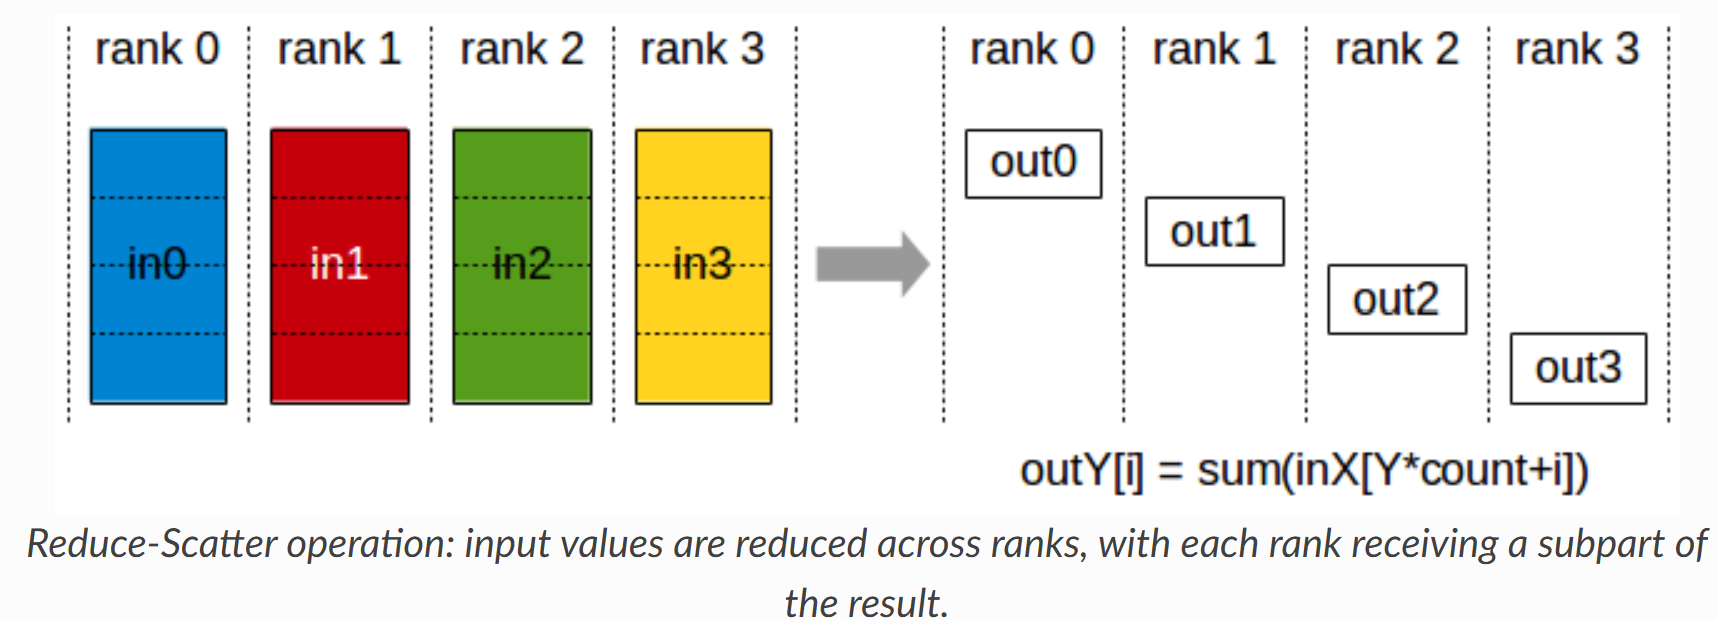 rank 0 rank 1 rank 2 rank 3 rank 0 rank 1 rank 2 rank 3
out0
out1
in0 in1 in2 in3
out2
out3
outY[i] = sum(inX[Y*count+i])
Reduce-Scatter operation: input values are reduced across ranks, with each rank receiving a subpart of
the result.